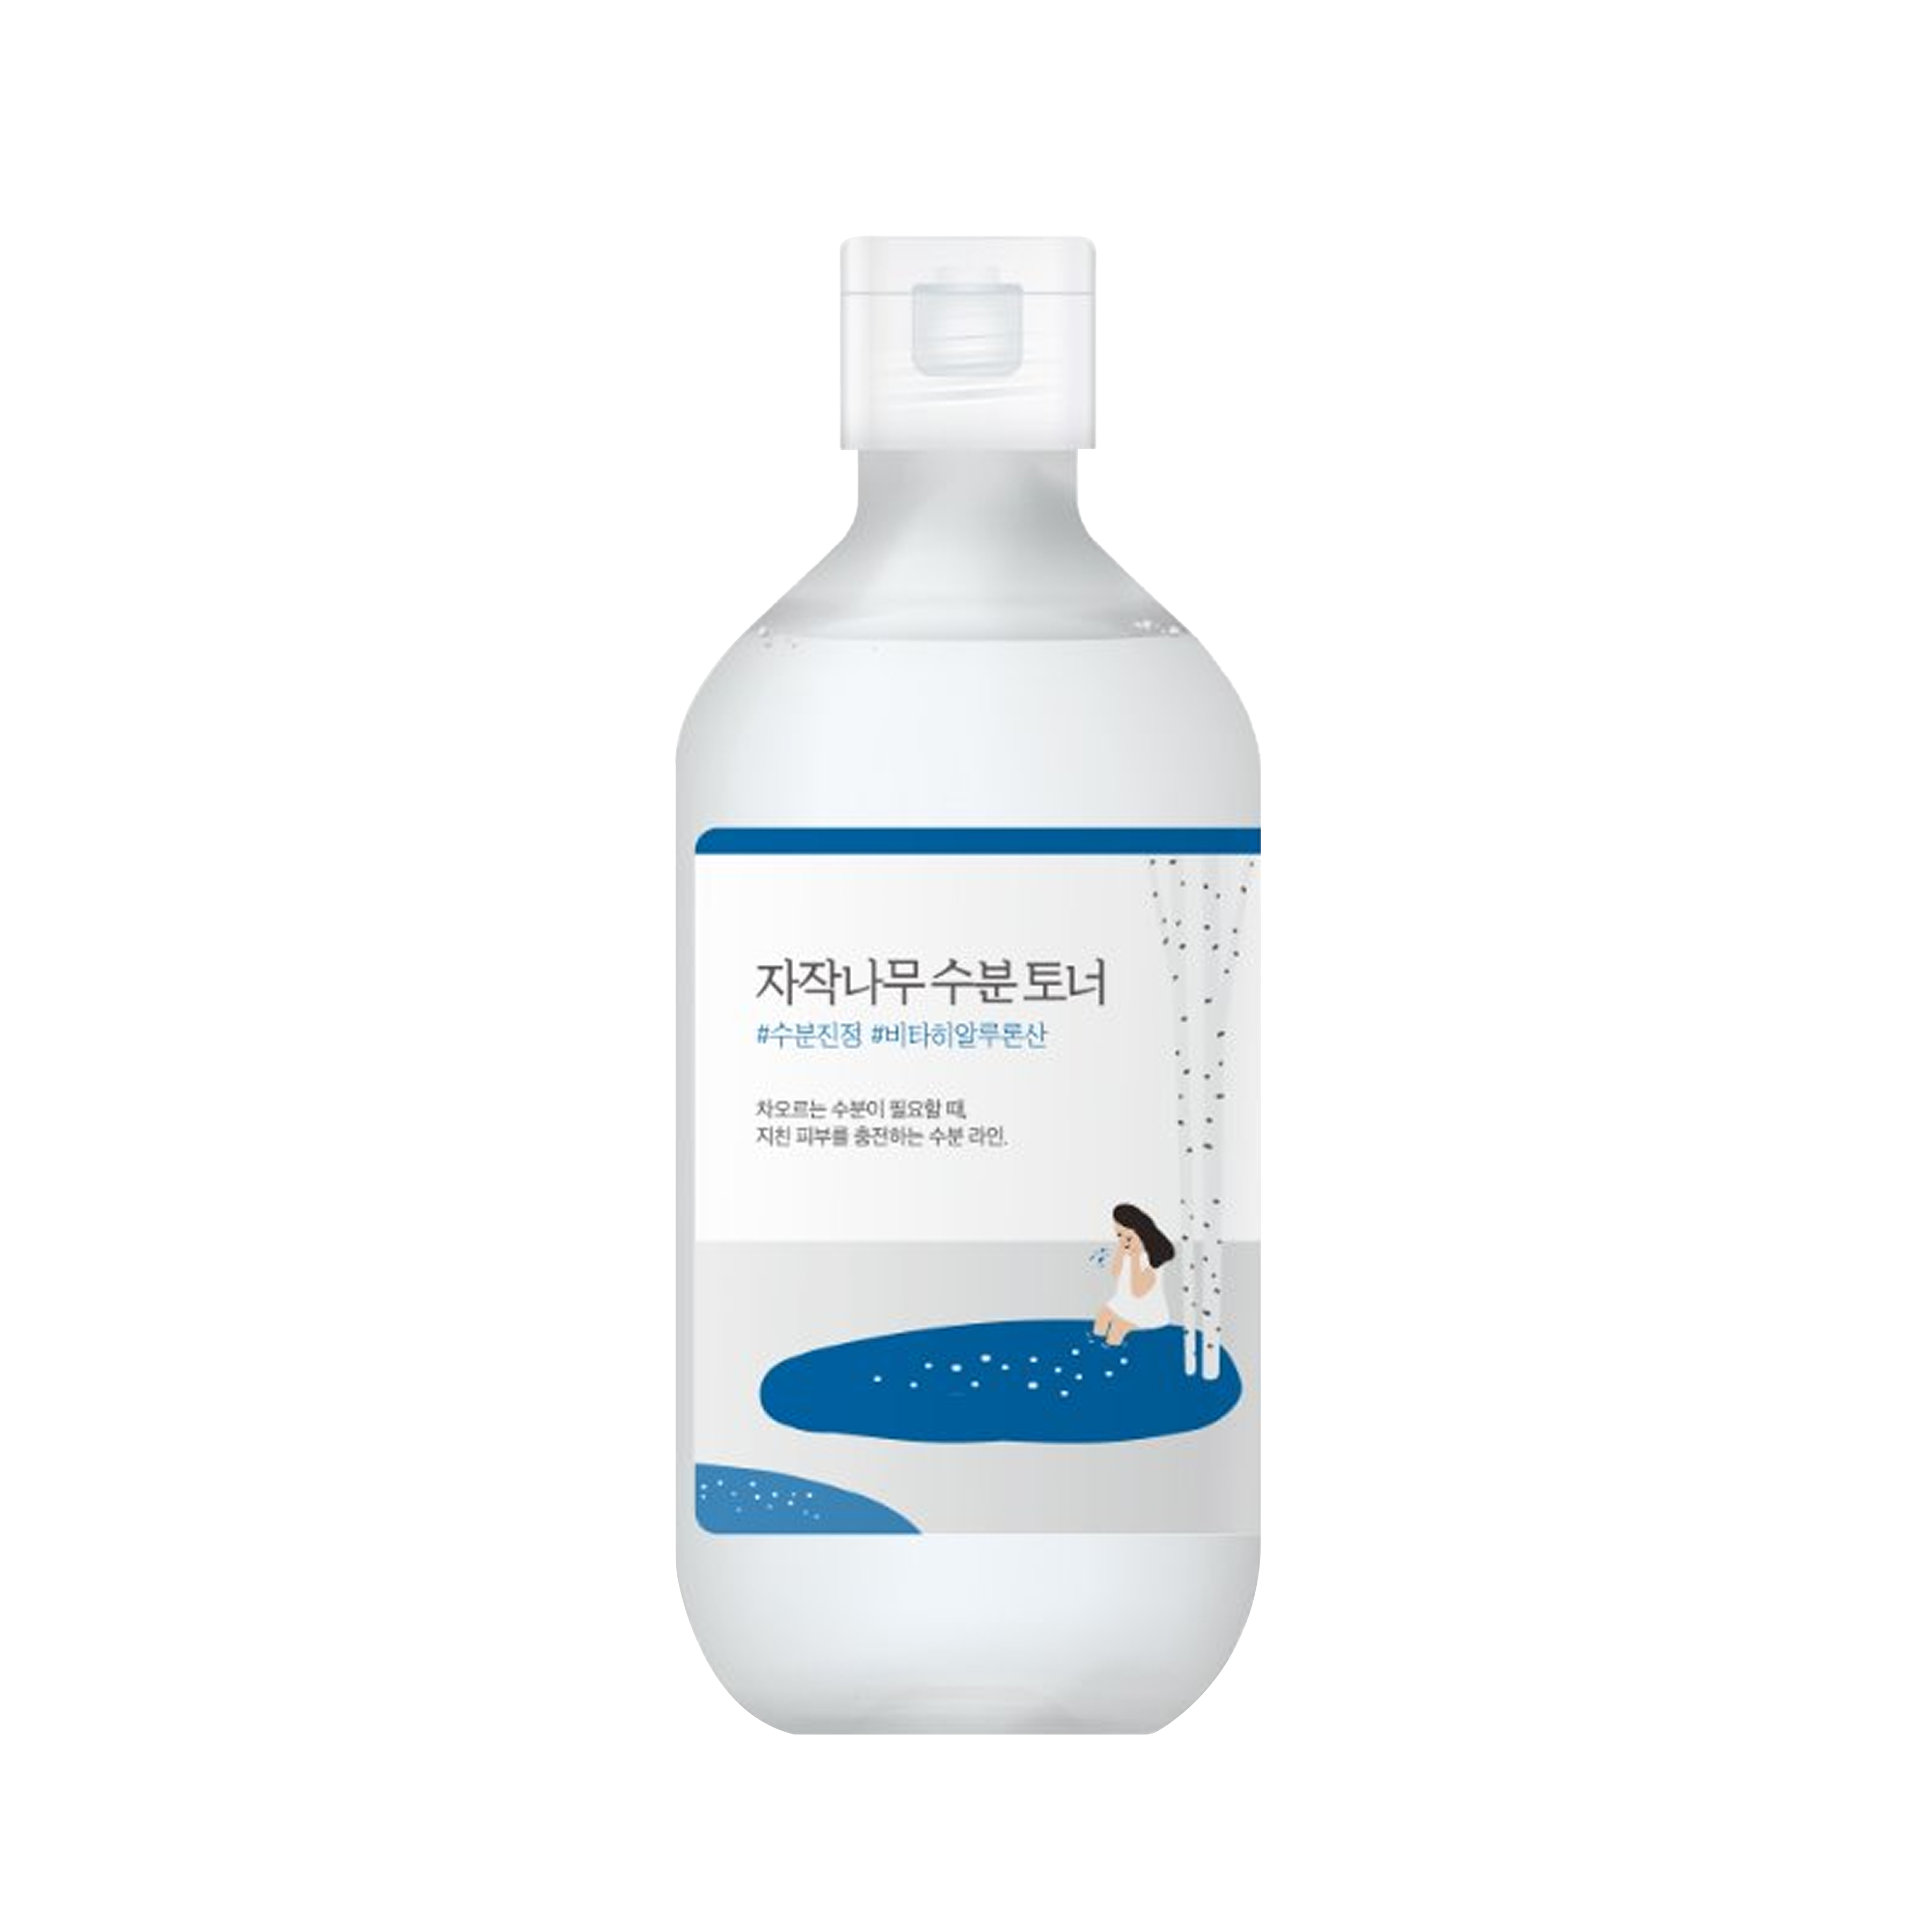 자작나무 수분 토너
#수분진정 #비타히알루론산
차오르는 수분이 필요할 때,
지친 피부를 충전하는 수분 라인.